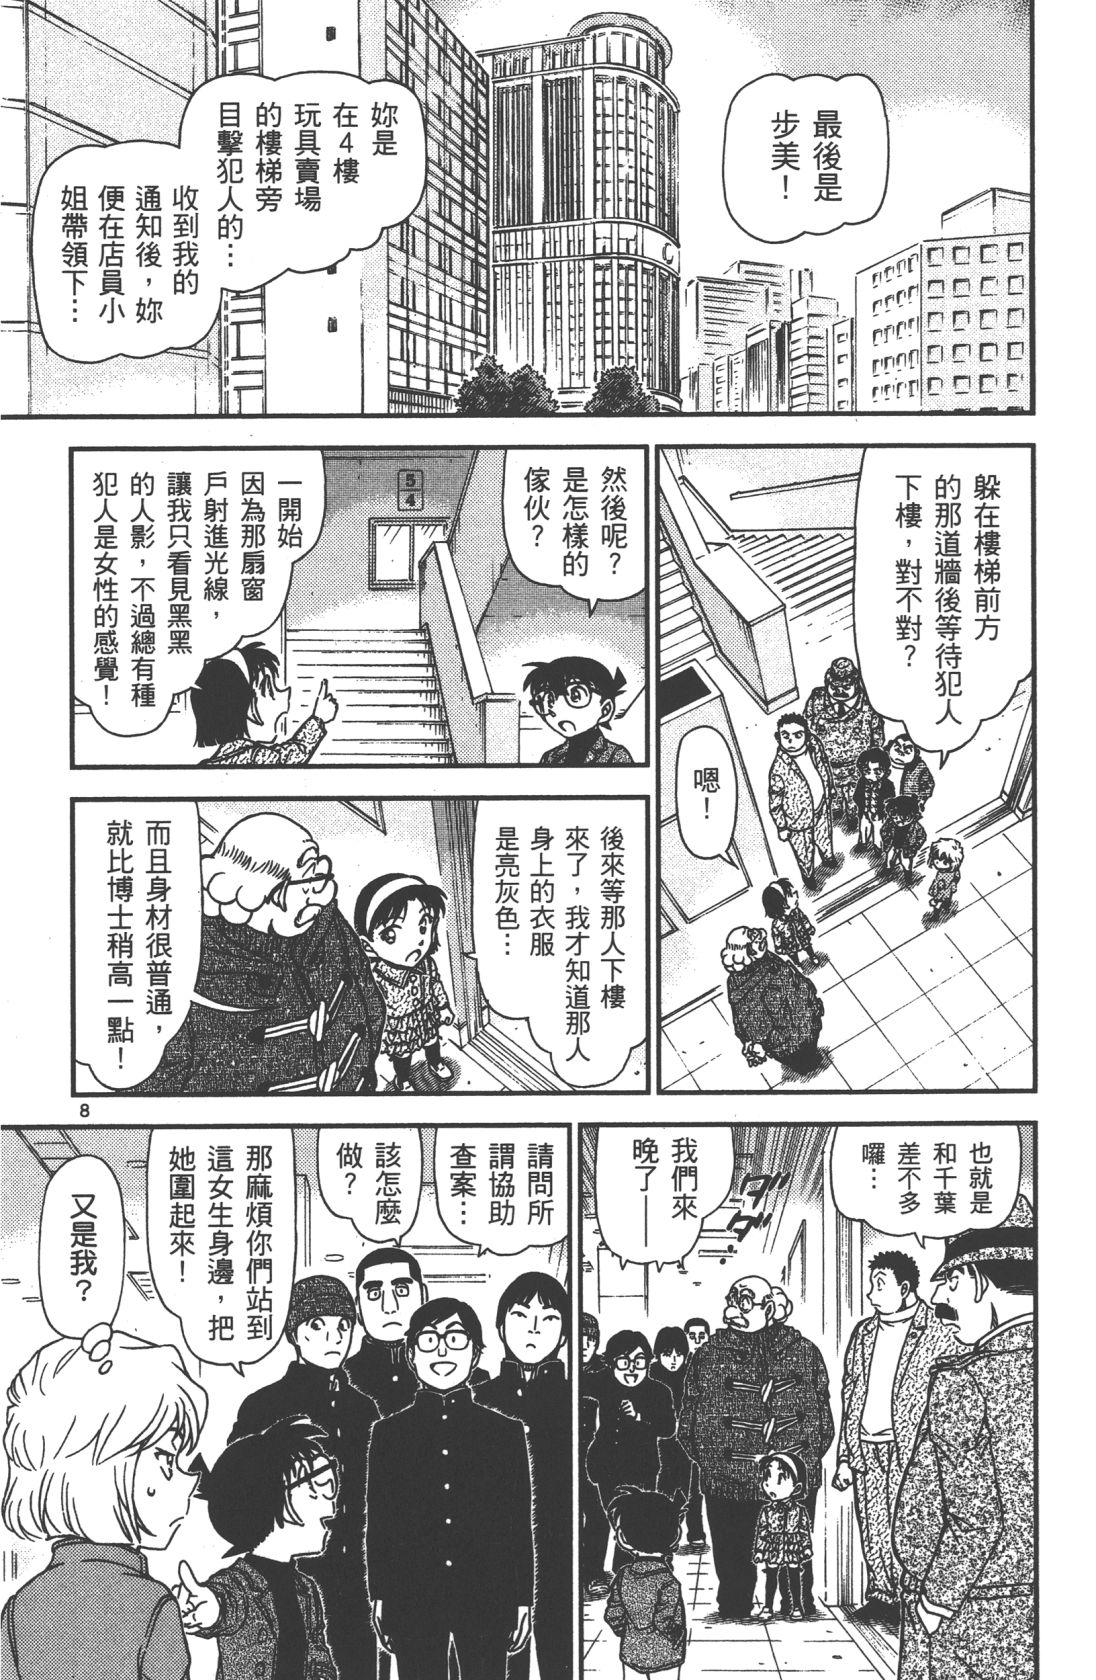 最後是
步美！
妳是
在4樓
玩具賣場
的樓梯旁
目擊犯人的…
收到我的
通知後，妳
便在店員小
姐帶領下…
躲在樓梯前方
的那道牆後等待犯人
下樓，對不對？
嗯！
然後呢？
是怎樣的
傢伙？
5
4
一開始
因為那扇窗
戶射進光線，
讓我只看見黑黑
的人影，不過總有種
犯人是女性的感覺！
後來等那人下樓
來了，我才知道那人
身上的衣服
是亮灰色…
而且身材很普通，
就比博士稍高一點！
8
也就是
和千葉
差不多
囉…
我們來
晚了—
ダダ
請問所
謂協助
查案…
該怎麼
做？
那麻煩你們站到
這女生身邊，把
她圍起來！
又是我？